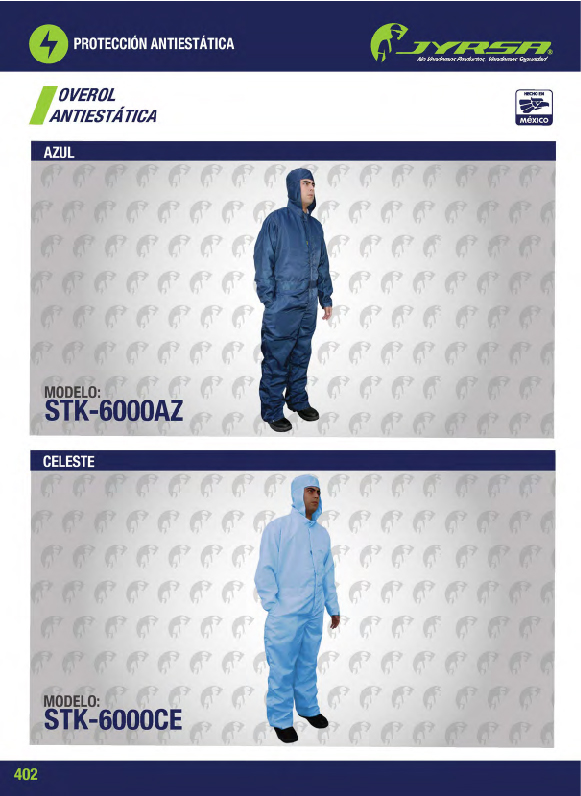 PROTECCIÓN ANTIESTÁTICA
JYRSA®
No Vendemos Productos, Vendemos Seguridad
OVEROL
ANTIESTÁTICA
HECHO EN
MÉXICO
AZUL
MODELO:
STK-6000AZ
CELESTE
MODELO:
STK-6000CE
402